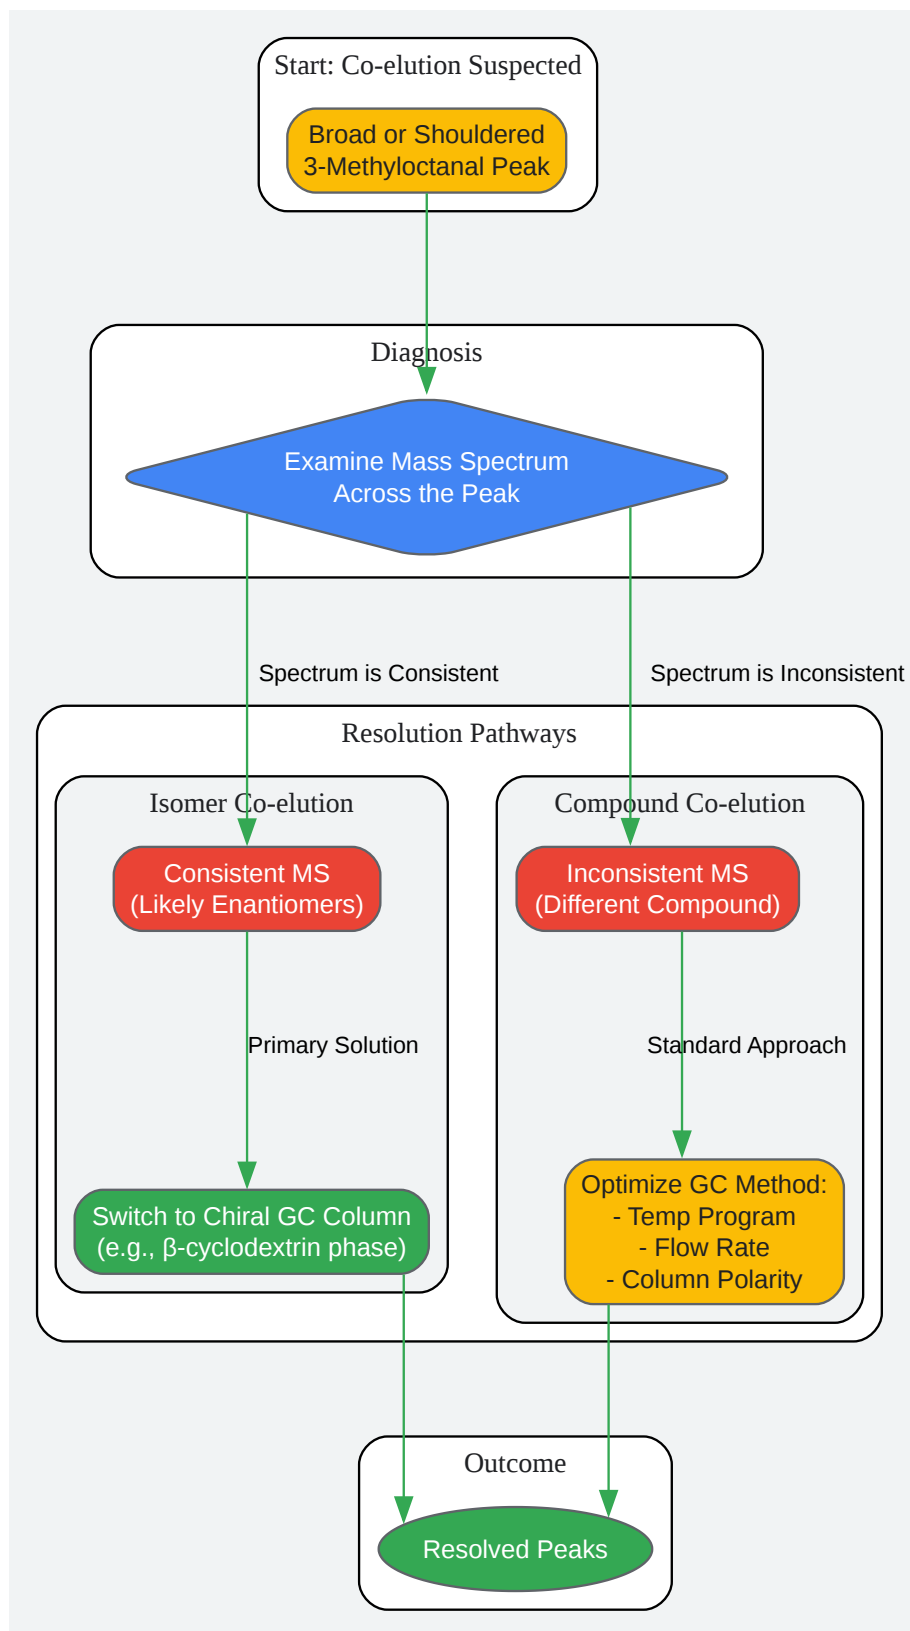 Start: Co-elution Suspected
Broad or Shouldered
3-Methyloctanal Peak
Diagnosis
Examine Mass Spectrum
Across the Peak
Spectrum is Consistent
Spectrum is Inconsistent
Resolution Pathways
Isomer Co-elution
Compound Co-elution
Consistent MS
(Likely Enantiomers)
Inconsistent MS
(Different Compound)
Primary Solution
Standard Approach
Switch to Chiral GC Column
(e.g., β-cyclodextrin phase)
Optimize GC Method:
- Temp Program
- Flow Rate
- Column Polarity
Outcome
Resolved Peaks